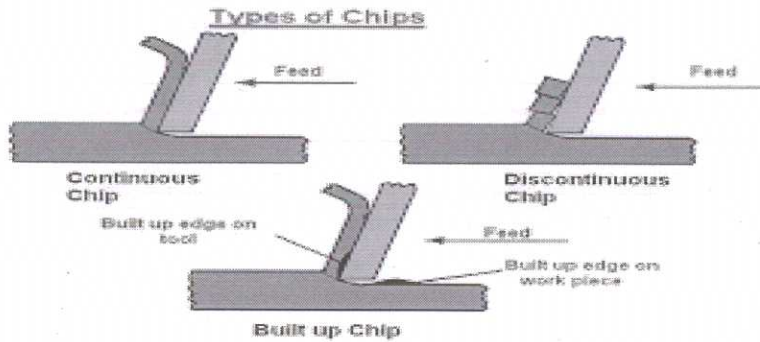 Types of Chips
Feed
Feed
Continuous
Chip
Discontinuous
Chip
Built up edge on
tool
Feed
Built up edge on
work piece
Built up Chip